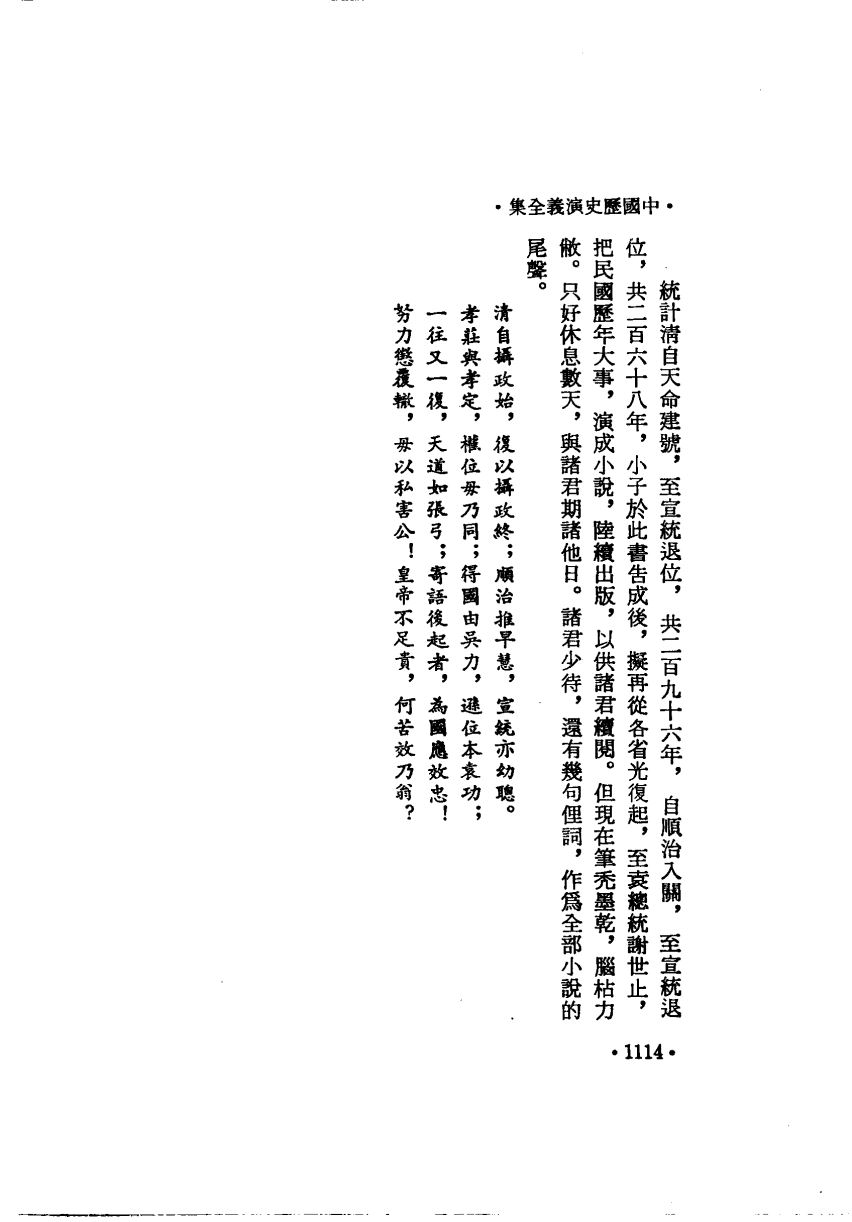 ·中國歷史演義全集·
統計清自天命建號，至宣統退位，共二百九十六年，自順治入關，至宣統退
位，共二百六十八年，小子於此書告成後，擬再從各省光復起，至袁總統謝世止，
把民國歷年大事，演成小說，陸續出版，以供諸君續閱。但現在筆禿墨乾，腦枯力
敝。只好休息數天，與諸君期諸他日。諸君少待，還有幾句俚詞，作爲全部小說的
尾聲。
清自攝政始，復以攝政終；順治推早慧，宣統亦幼聰。
孝莊與孝定，權位毋乃同；得國由吳力，遜位本袁功；
一往又一復，天道如張弓；寄語後起者，為國應效忠！
努力懲覆轍，毋以私害公！皇帝不足貴，何苦效乃翁？
·1114·